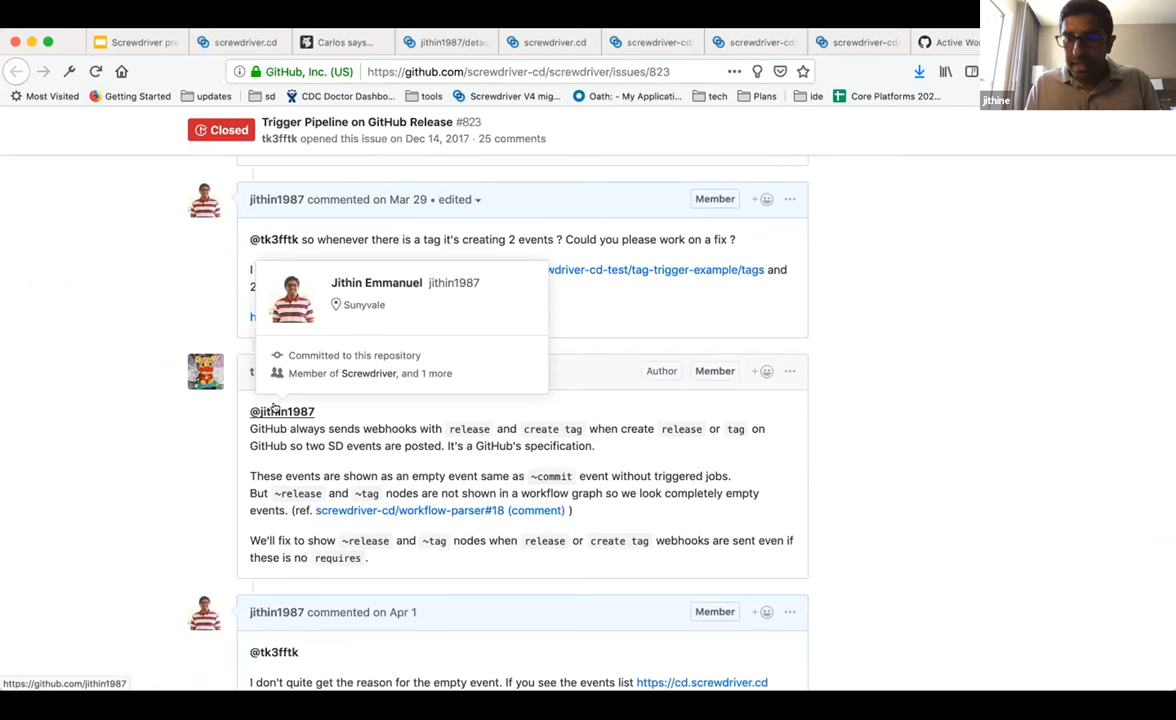 Screwdriver pre
screwdriver.cd
Carlos says...
jithin1987/detac
screwdriver.cd
screwdriver-cd
screwdriver-cd/
screwdriver-cd/
Active Wo
GitHub, Inc. (US)
https://github.com/screwdriver-cd/screwdriver/issues/823
Most Visited
Getting Started
updates
sd
CDC Doctor Dashbo...
tools
Screwdriver V4 mig...
Oath: - My Applicati...
tech
Plans
ide
Core Platforms 202...
jithine
Closed
Trigger Pipeline on GitHub Release #823
tk3fftk opened this issue on Dec 14, 2017 · 25 comments
jithin1987 commented on Mar 29 • edited
Member
@tk3fftk so whenever there is a tag it's creating 2 events ? Could you please work on a fix ?
I
wdriver-cd-test/tag-trigger-example/tags and
2
h
Jithin Emmanuel jithin1987
Sunyvale
Committed to this repository
Member of Screwdriver, and 1 more
t
Author
Member
@jithin1987
GitHub always sends webhooks with release and create tag when create release or tag on
GitHub so two SD events are posted. It's a GitHub's specification.
These events are shown as an empty event same as ~commit event without triggered jobs.
But ~release and ~tag nodes are not shown in a workflow graph so we look completely empty
events. (ref. screwdriver-cd/workflow-parser#18 (comment) )
We'll fix to show ~release and ~tag nodes when release or create tag webhooks are sent even if
these is no requires .
jithin1987 commented on Apr 1
Member
@tk3fftk
I don't quite get the reason for the empty event. If you see the events list https://cd.screwdriver.cd
https://github.com/jithin1987